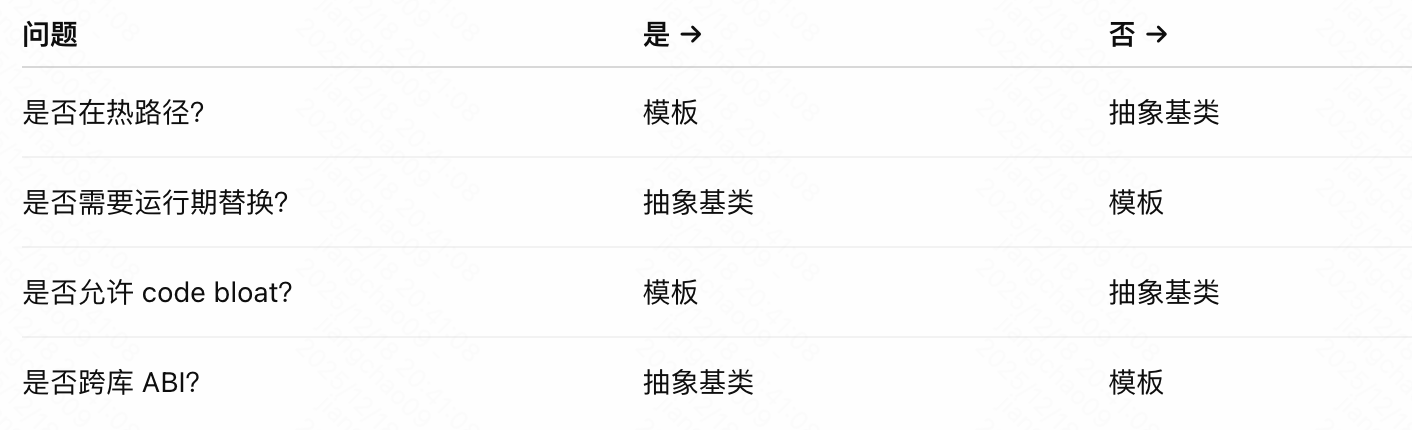 问题 是 → 否 →
是否在热路径? 模板 抽象基类
是否需要运行期替换? 抽象基类 模板
是否允许 code bloat? 模板 抽象基类
是否跨库 ABI? 抽象基类 模板